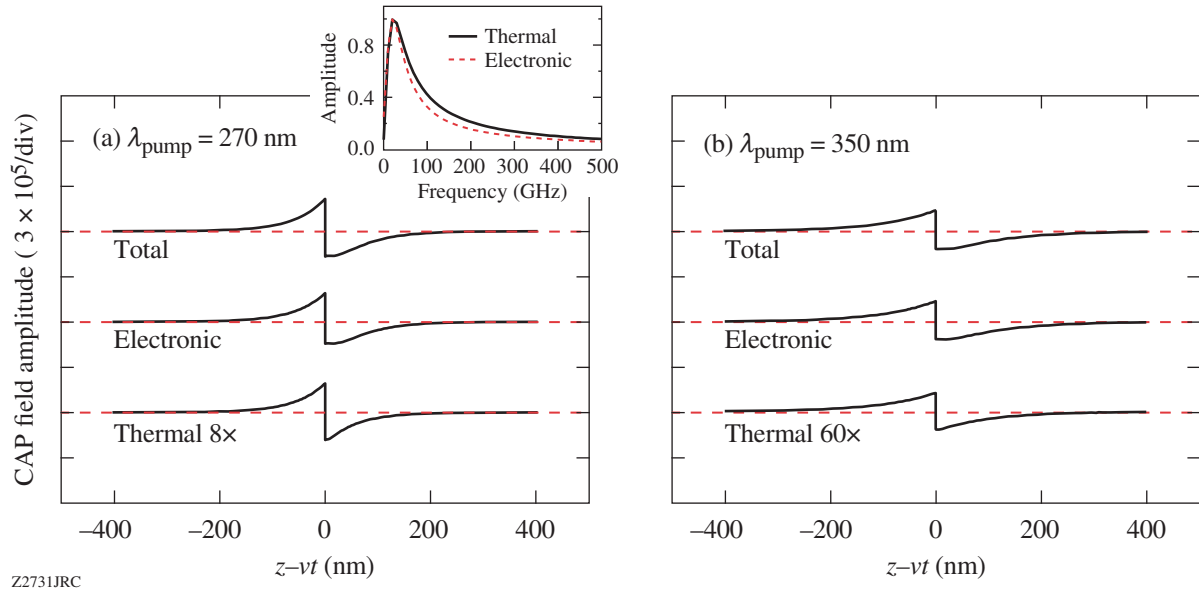 (a) λpump = 270 nm
Amplitude
0.8
0.4
0.0
Thermal
Electronic
0 100 200 300 400 500
Frequency (GHz)
(b) λpump = 350 nm
CAP field amplitude ( 3 × 10⁵/div)
Total
Electronic
Thermal 8×
Total
Electronic
Thermal 60×
–400 –200 0 200 400
z–vt (nm)
–400 –200 0 200 400
z–vt (nm)
Z2731JRC